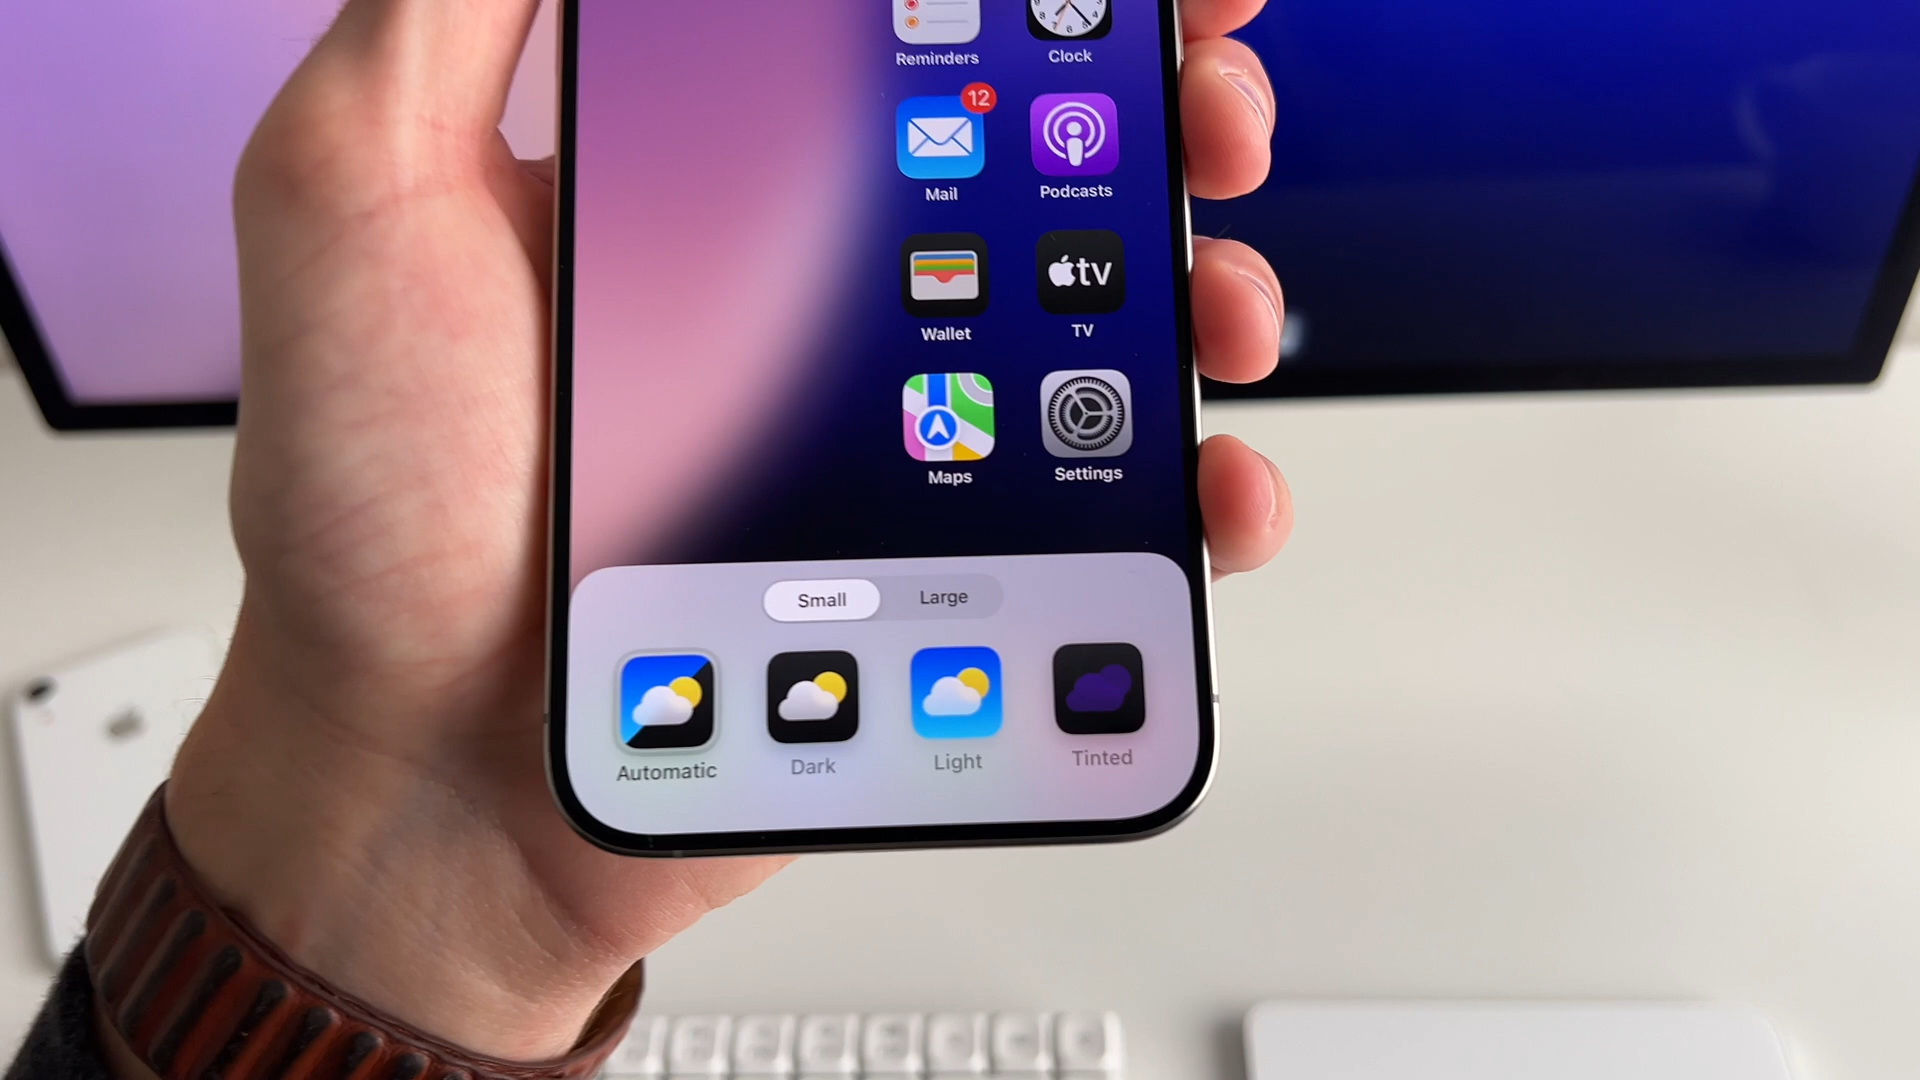 Reminders
Clock
12
Mail
Podcasts
tv
Wallet
TV
Maps
Settings
Small
Large
Automatic
Dark
Light
Tinted